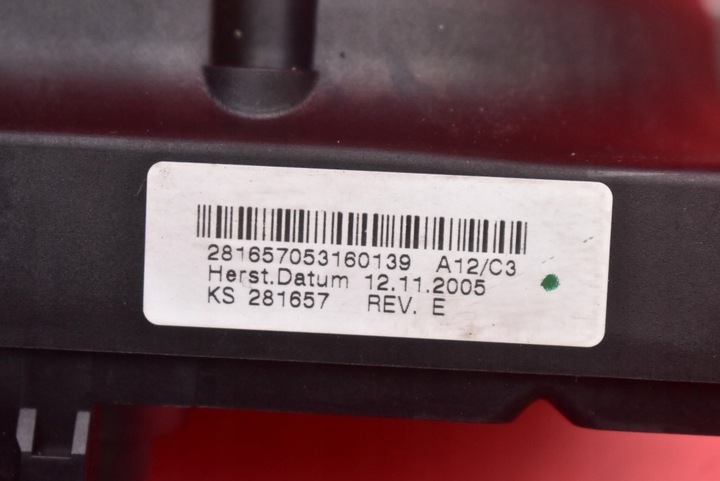 281657053160139 A12/C3
Herst.Datum 12.11.2005
KS 281657 REV. E